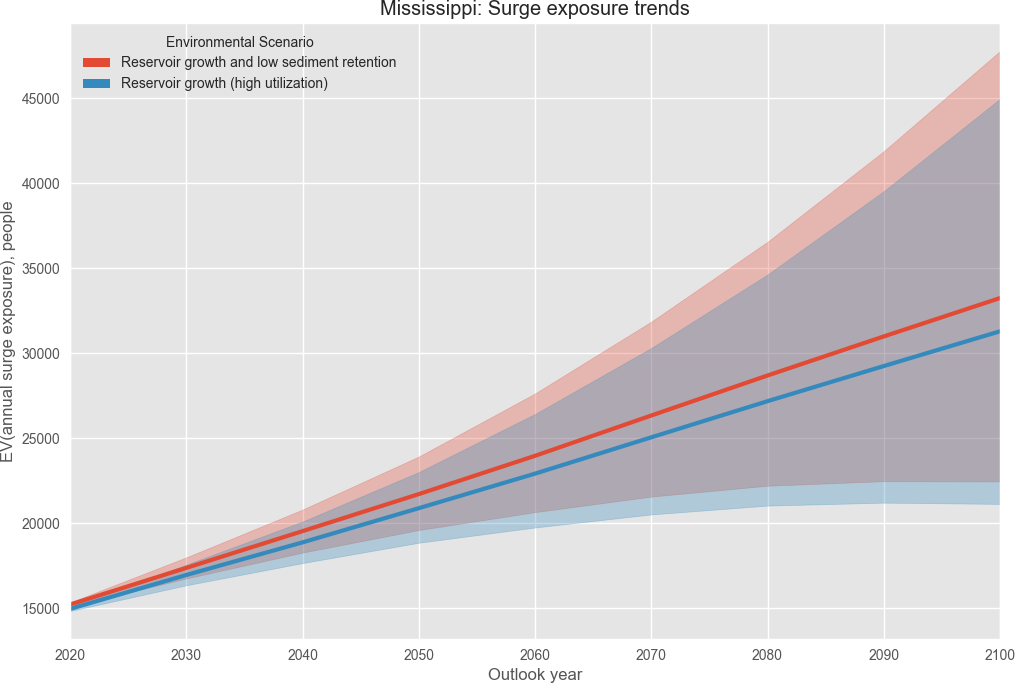 Mississippi: Surge exposure trends
Environmental Scenario
Reservoir growth and low sediment retention
Reservoir growth (high utilization)
EV(annual surge exposure), people
45000
40000
35000
30000
25000
20000
15000
2020 2030 2040 2050 2060 2070 2080 2090 2100
Outlook year